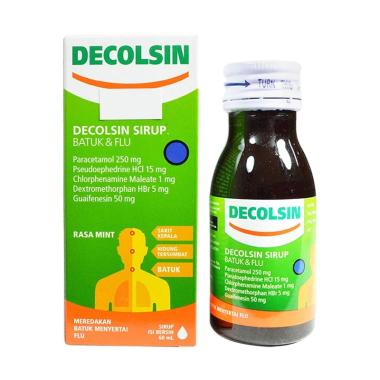 DECOLSIN
DECOLSIN SIRUP
BATUK & FLU
Paracetamol 250 mg
Pseudoephedrine HCl 15 mg
Chlorphenamine Maleate 1 mg
Dextromethorphan HBr 5 mg
Guaifenesin 50 mg
RASA MINT
SAKIT KEPALA
HIDUNG TERSUMBAT
BATUK
MEREDAKAN
BATUK MENYERTAI
FLU
SIRUP
ISI BERSIH
60 mL
TURN
DECOLSIN
DECOLSIN SIRUP
BATUK & FLU
Paracetamol 250 mg
Pseudoephedrine HCl 15 mg
Chlorphenamine Maleate 1 mg
Dextromethorphan HBr 5 mg
Guaifenesin 50 mg
MENYERTAI FLU